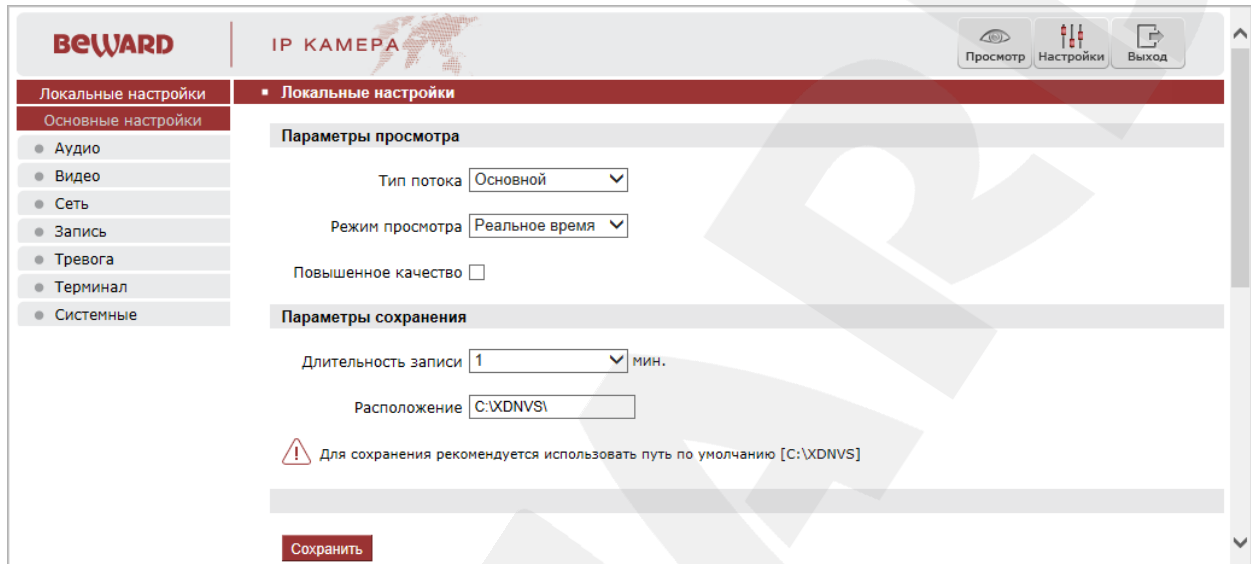 BEWARD
IP КАМЕРА
Просмотр
Настройки
Выход
Локальные настройки
Основные настройки
Аудио
Видео
Сеть
Запись
Тревога
Терминал
Системные
Локальные настройки
Параметры просмотра
Тип потока Основной
Режим просмотра Реальное время
Повышенное качество
Параметры сохранения
Длительность записи 1 мин.
Расположение C:\XDNVS\
Для сохранения рекомендуется использовать путь по умолчанию [C:\XDNVS]
Сохранить